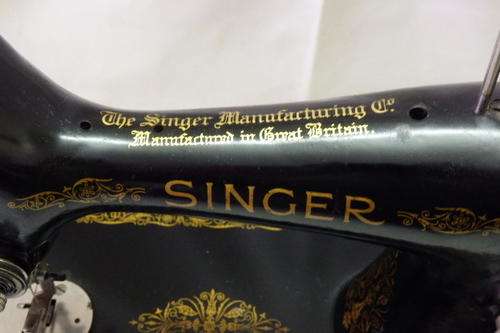 The Singer Manufacturing Co.
Manufactured in Great Britain.
SINGER